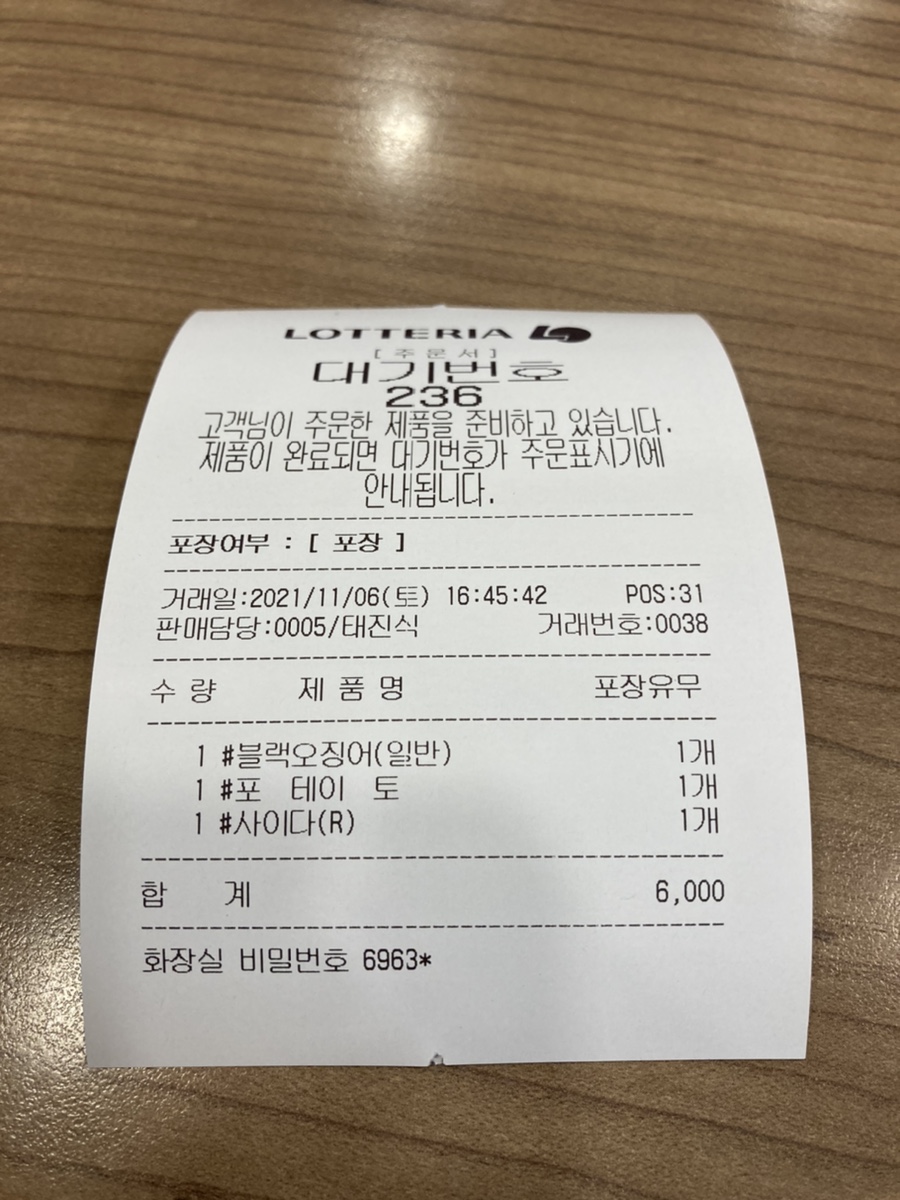 LOTTERIA
[주문서]
대기번호
236
고객님이 주문한 제품을 준비하고 있습니다.
제품이 완료되면 대기번호가 주문표시기에
안내됩니다.
포장여부 : [ 포장 ]
거래일:2021/11/06(토) 16:45:42 POS:31
판매담당:0005/태진식 거래번호:0038
수 량 제 품 명 포장유무
1 #블랙오징어(일반) 1개
1 #포 테이 토 1개
1 #사이다(R) 1개
합 계 6,000
화장실 비밀번호 6963*